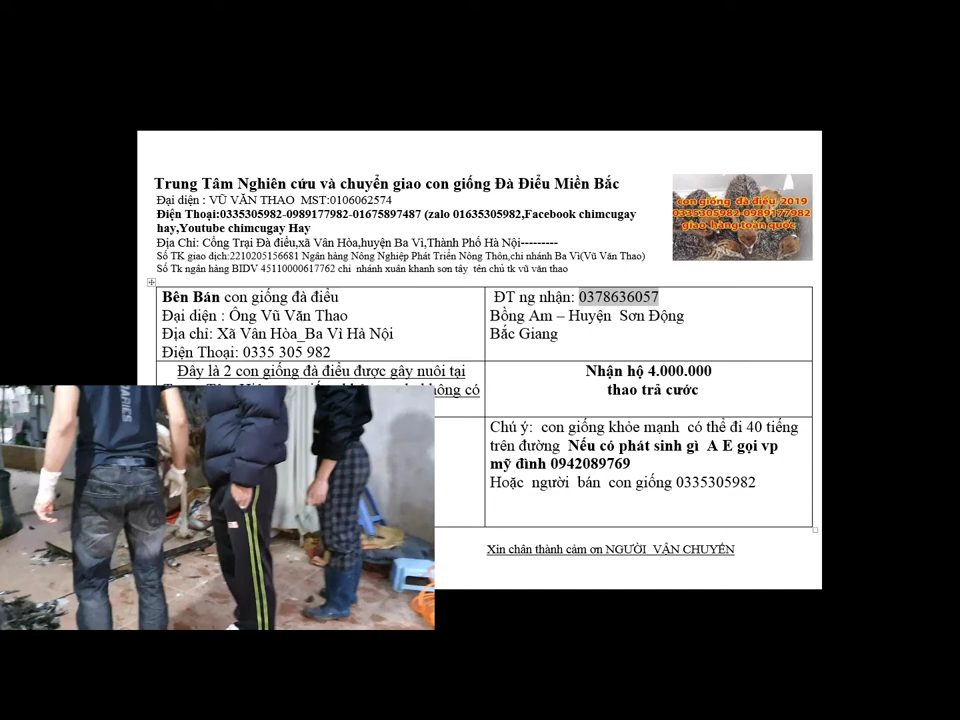 Trung Tâm Nghiên cứu và chuyển giao con giống Đà Điểu Miền Bắc
Đại diện : VŨ VĂN THAO MST:0106062574
Điện Thoại:0335305982-0989177982-01675897487 (zalo 01635305982,Facebook chimcugay
hay,Youtube chimcugay Hay
Địa Chỉ: Cổng Trại Đà điểu,xã Vân Hòa,huyện Ba Vì,Thành Phố Hà Nội---------
Số TK giao dịch:2210205156681 Ngân hàng Nông Nghiệp Phát Triển Nông Thôn,chi nhánh Ba Vì(Vũ Văn Thao)
Số Tk ngân hàng BIDV 45110000617762 chi nhánh xuân khanh sơn tây tên chủ tk vũ văn thao
con giống đà điểu 2019
0335305982-0989177982
giao hàng toàn quốc
Bên Bán con giống đà điểu
Đại diện : Ông Vũ Văn Thao
Địa chỉ: Xã Vân Hòa_Ba Vì Hà Nội
Điện Thoại: 0335 305 982
ĐT ng nhận: 0378636057
Bồng Am – Huyện Sơn Động
Bắc Giang
Đây là 2 con giống đà điểu được gây nuôi tại
không có
Nhận hộ 4.000.000
thao trả cước
Chú ý: con giống khỏe mạnh có thể đi 40 tiếng
trên đường Nếu có phát sinh gì A E gọi vp
mỹ đình 0942089769
Hoặc người bán con giống 0335305982
Xin chân thành cảm ơn NGƯỜI VẬN CHUYỂN